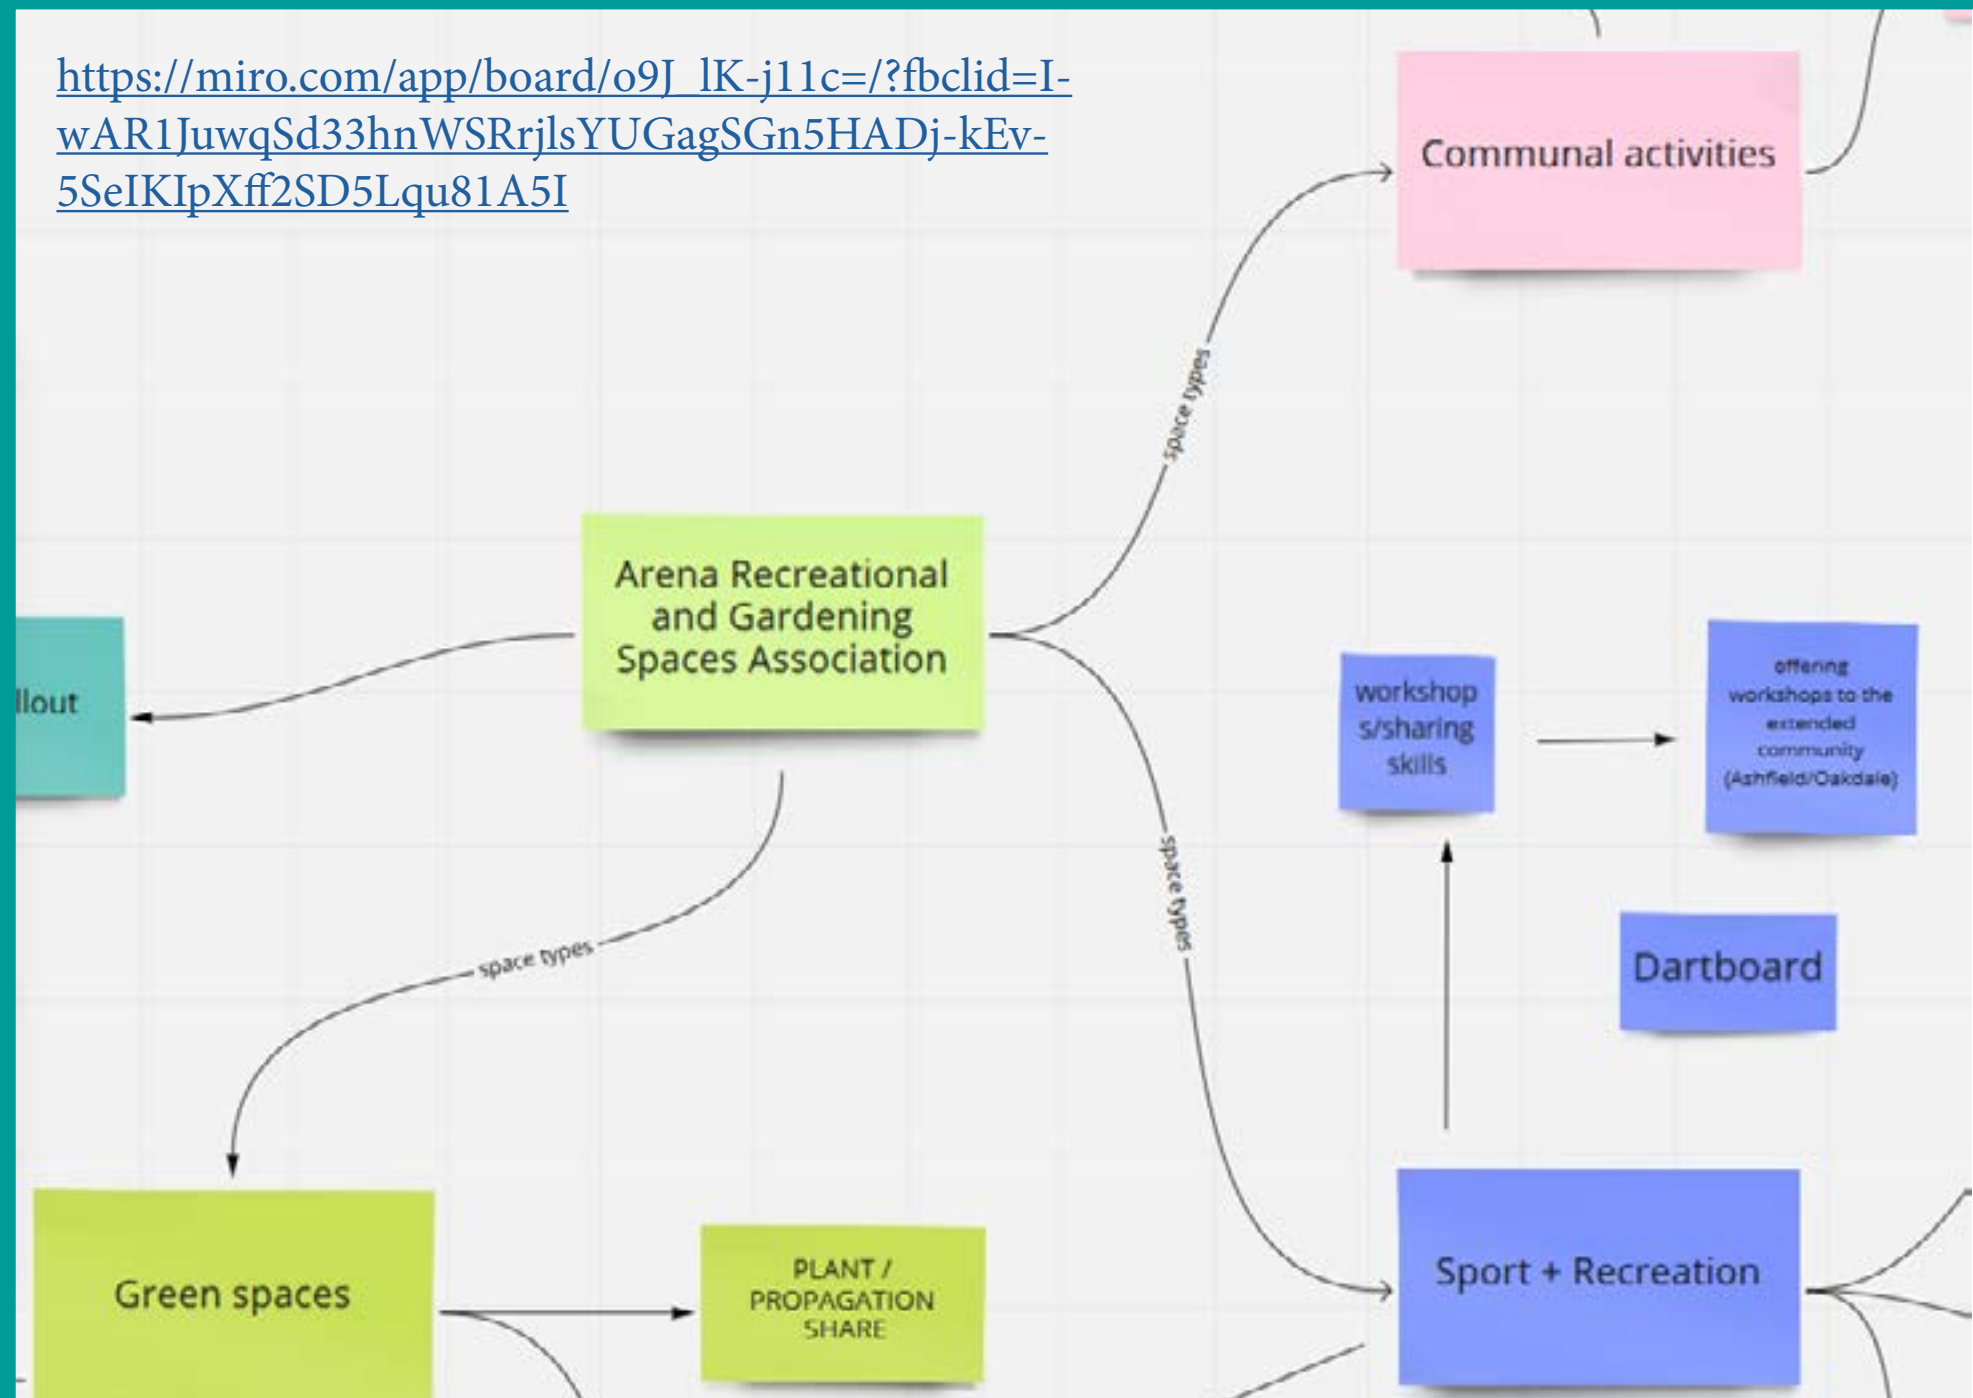 https://miro.com/app/board/o9J_lK-j11c=/?fbclid=I-
wAR1JuwqSd33hnWSRrjlsYUGagSGn5HADj-kEv-
5SeIKIpXff2SD5Lqu81A5I
Communal activities
space types
Arena Recreational
and Gardening
Spaces Association
llout
workshop
s/sharing
skills
offering
workshops to the
extended
community
(Ashfield/Oakdale)
space types
Dartboard
space types
Green spaces
PLANT /
PROPAGATION
SHARE
Sport + Recreation